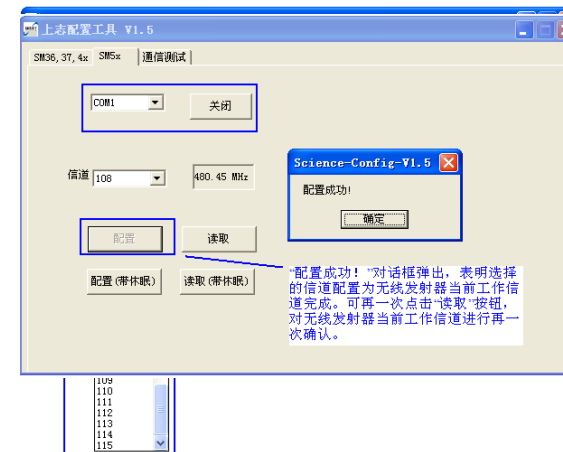 上志配置工具 V1.5
SM36,37,4x SM5x 通信测试
COM1 关闭
Science-Config-V1.5
配置成功!
确定
信道 108 480.45 MHz
配置 读取
配置(带休眠) 读取(带休眠)
“配置成功！”对话框弹出，表明选择
的信道配置为无线发射器当前工作信
道完成。可再一次点击“读取”按钮，
对无线发射器当前工作信道进行再一
次确认。
109
110
111
112
113
114
115